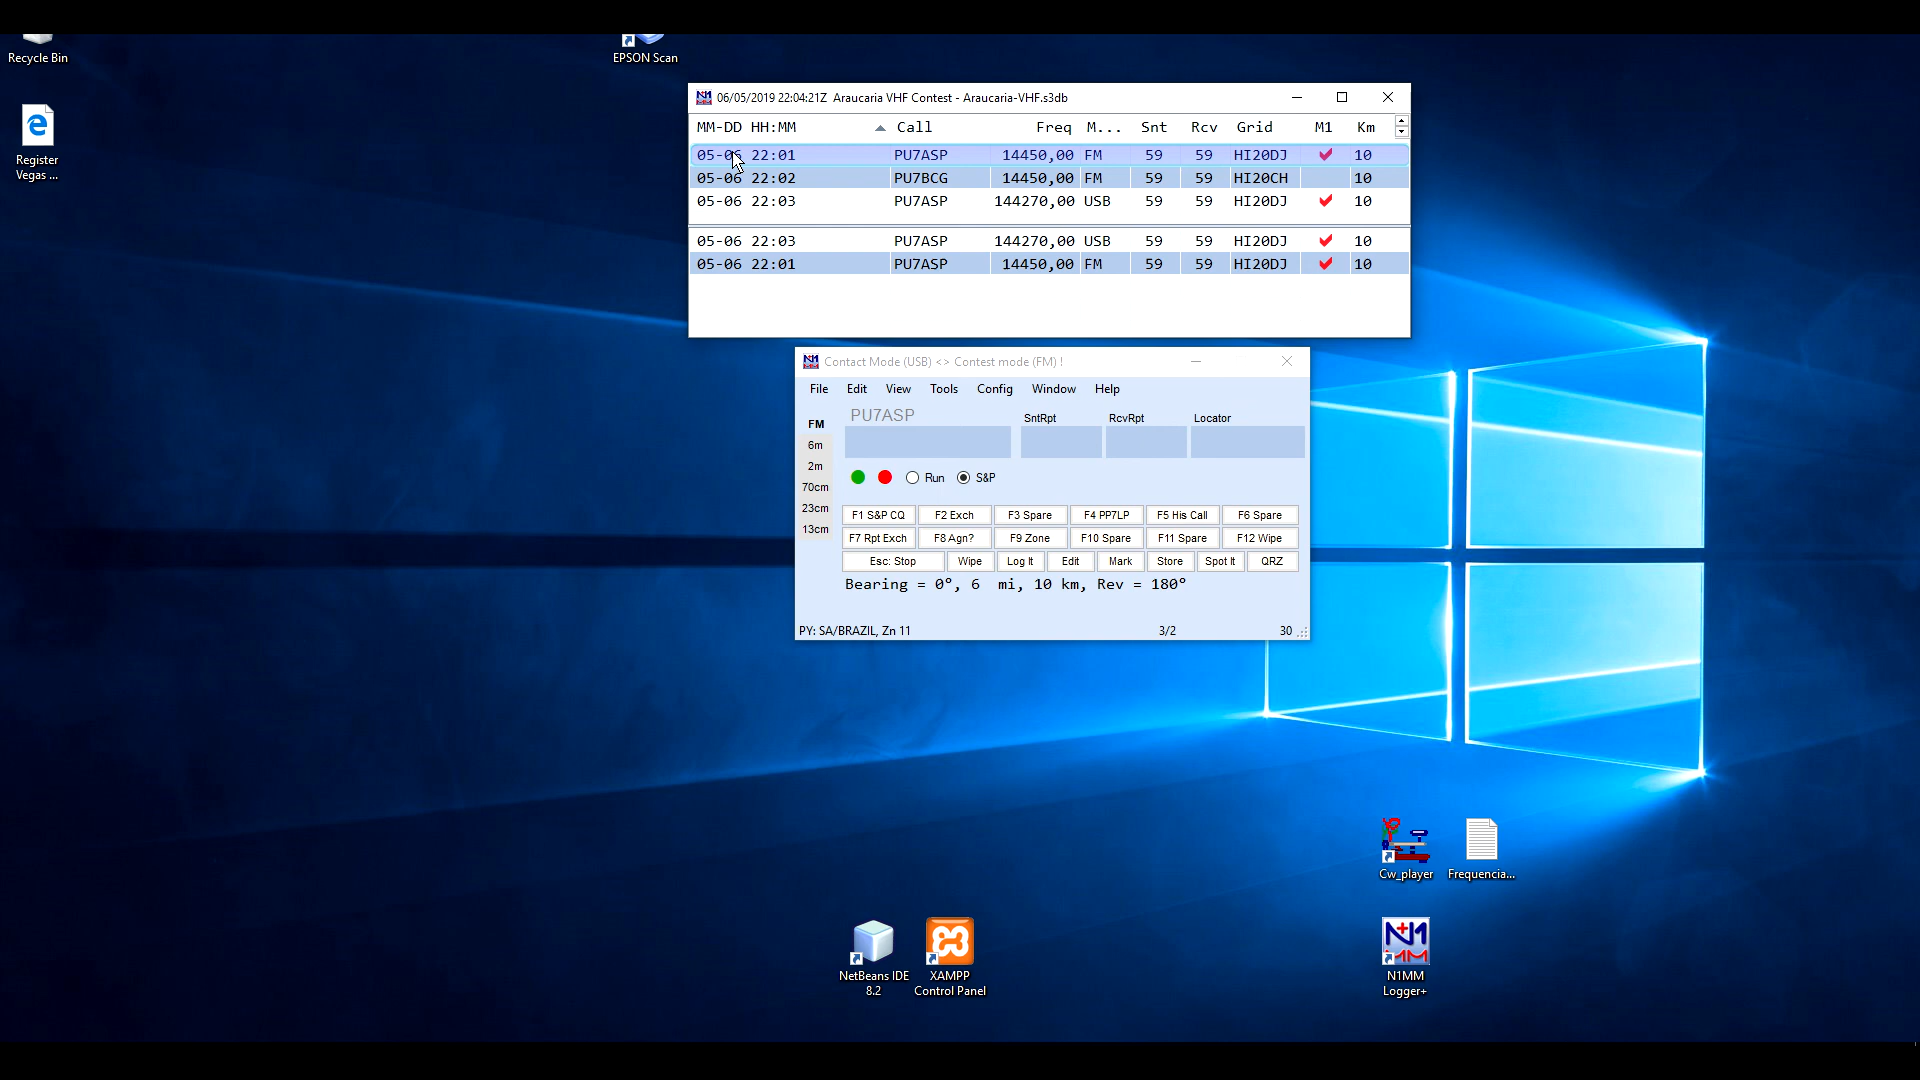 Recycle Bin
EPSON Scan
Register
Vegas ...
06/05/2019 22:04:21Z Araucaria VHF Contest - Araucaria-VHF.s3db
MM-DD HH:MM Call Freq M... Snt Rcv Grid M1 Km
05-06 22:01 PU7ASP 14450,00 FM 59 59 HI20DJ 10
05-06 22:02 PU7BCG 14450,00 FM 59 59 HI20CH 10
05-06 22:03 PU7ASP 144270,00 USB 59 59 HI20DJ 10
05-06 22:03 PU7ASP 144270,00 USB 59 59 HI20DJ 10
05-06 22:01 PU7ASP 14450,00 FM 59 59 HI20DJ 10
Contact Mode (USB) <> Contest mode (FM) !
File Edit View Tools Config Window Help
PU7ASP SntRpt RcvRpt Locator
FM
6m
2m
70cm
23cm
13cm
Run S&P
F1 S&P CQ F2 Exch F3 Spare F4 PP7LP F5 His Call F6 Spare
F7 Rpt Exch F8 Agn? F9 Zone F10 Spare F11 Spare F12 Wipe
Esc: Stop Wipe Log It Edit Mark Store Spot It QRZ
Bearing = 0°, 6 mi, 10 km, Rev = 180°
PY: SA/BRAZIL, Zn 11 3/2 30
Cw_player
Frequencia...
NetBeans IDE
8.2
XAMPP
Control Panel
N1MM
Logger+